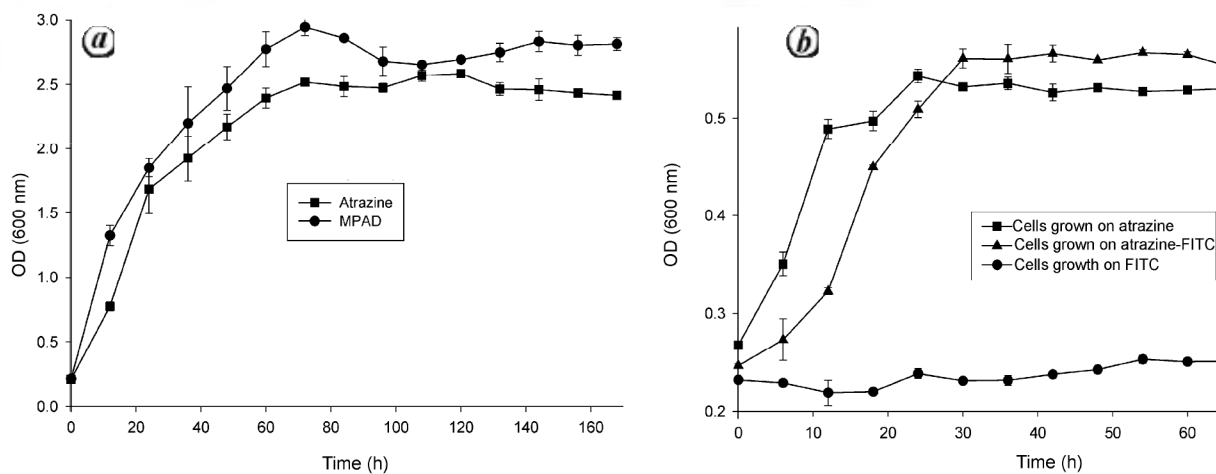 a
3.0
2.5
2.0
1.5
1.0
0.5
0.0
OD (600 nm)
Atrazine
MPAD
0 20 40 60 80 100 120 140 160
Time (h)
b
0.5
0.4
0.3
0.2
OD (600 nm)
Cells grown on atrazine
Cells grown on atrazine-FITC
Cells growth on FITC
0 10 20 30 40 50 60
Time (h)